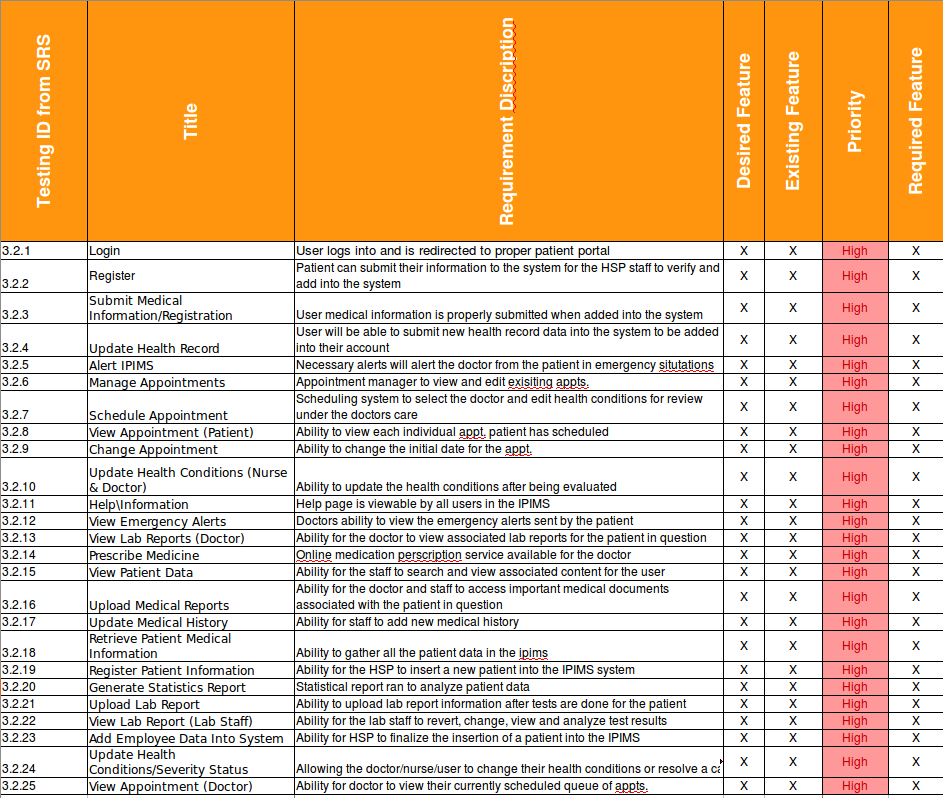 Testing ID from SRS Title Requirement Discription Desired Feature Existing Feature Priority Required Feature
3.2.1 Login User logs into and is redirected to proper patient portal X X High X
3.2.2 Register Patient can submit their information to the system for the HSP staff to verify and
add into the system X X High X
3.2.3 Submit Medical
Information/Registration User medical information is properly submitted when added into the system X X High X
3.2.4 Update Health Record User will be able to submit new health record data into the system to be added
into their account X X High X
3.2.5 Alert IPIMS Necessary alerts will alert the doctor from the patient in emergency situtations X X High X
3.2.6 Manage Appointments Appointment manager to view and edit exisiting appts. X X High X
3.2.7 Schedule Appointment Scheduling system to select the doctor and edit health conditions for review
under the doctors care X X High X
3.2.8 View Appointment (Patient) Ability to view each individual appt. patient has scheduled X X High X
3.2.9 Change Appointment Ability to change the initial date for the appt. X X High X
3.2.10 Update Health Conditions (Nurse
& Doctor) Ability to update the health conditions after being evaluated X X High X
3.2.11 Help\Information Help page is viewable by all users in the IPIMS X X High X
3.2.12 View Emergency Alerts Doctors ability to view the emergency alerts sent by the patient X X High X
3.2.13 View Lab Reports (Doctor) Ability for the doctor to view associated lab reports for the patient in question X X High X
3.2.14 Prescribe Medicine Online medication perscription service available for the doctor X X High X
3.2.15 View Patient Data Ability for the staff to search and view associated content for the user X X High X
3.2.16 Upload Medical Reports Ability for the doctor and staff to access important medical documents
associated with the patient in question X X High X
3.2.17 Update Medical History Ability for staff to add new medical history X X High X
3.2.18 Retrieve Patient Medical
Information Ability to gather all the patient data in the ipims X X High X
3.2.19 Register Patient Information Ability for the HSP to insert a new patient into the IPIMS system X X High X
3.2.20 Generate Statistics Report Statistical report ran to analyze patient data X X High X
3.2.21 Upload Lab Report Ability to upload lab report information after tests are done for the patient X X High X
3.2.22 View Lab Report (Lab Staff) Ability for the lab staff to revert, change, view and analyze test results X X High X
3.2.23 Add Employee Data Into System Ability for HSP to finalize the insertion of a patient into the IPIMS X X High X
3.2.24 Update Health
Conditions/Severity Status Allowing the doctor/nurse/user to change their health conditions or resolve a X X High X
3.2.25 View Appointment (Doctor) Ability for doctor to view their currently scheduled queue of appts. X X High X